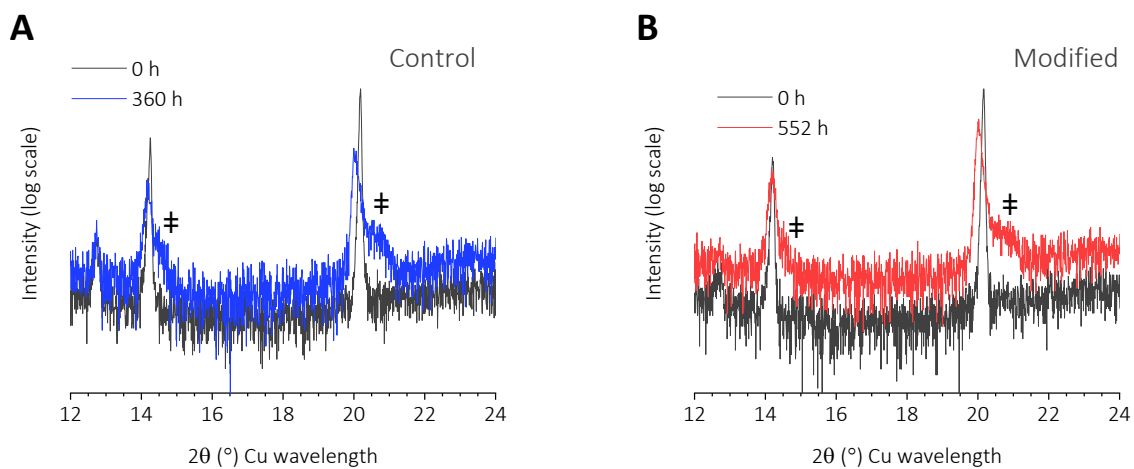 A
Control
0 h
360 h
Intensity (log scale)
ǂ
ǂ
12 14 16 18 20 22 24
2θ (°) Cu wavelength
B
Modified
0 h
552 h
Intensity (log scale)
ǂ
ǂ
12 14 16 18 20 22 24
2θ (°) Cu wavelength